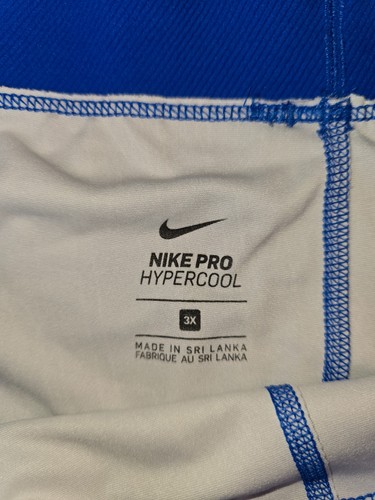 NIKE PRO
HYPERCOOL
3X
MADE IN SRI LANKA
FABRIQUE AU SRI LANKA